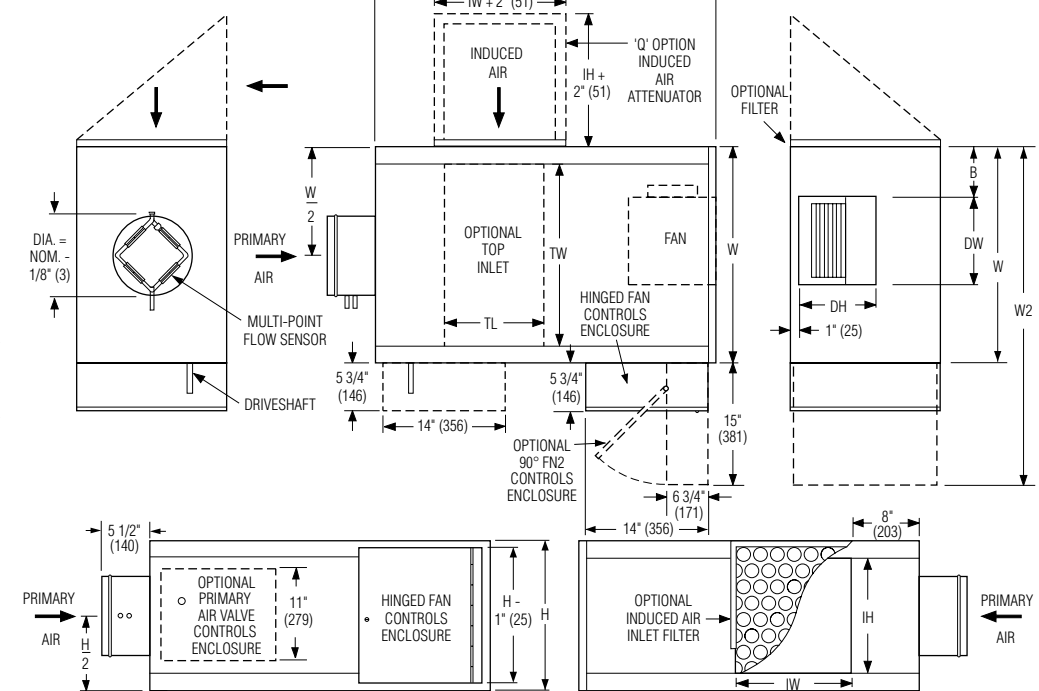 IW + 2" (51)
INDUCED
AIR
'Q' OPTION
INDUCED
AIR
ATTENUATOR
IH +
2" (51)
OPTIONAL
FILTER
W
2
DIA. =
NOM. -
1/8" (3)
PRIMARY
AIR
OPTIONAL
TOP
INLET
TW
TL
FAN
W
B
DW
W
W2
DH
1" (25)
MULTI-POINT
FLOW SENSOR
HINGED FAN
CONTROLS
ENCLOSURE
DRIVESHAFT
5 3/4"
(146)
14" (356)
5 3/4"
(146)
15"
(381)
OPTIONAL
90° FN2
CONTROLS
ENCLOSURE
6 3/4"
(171)
14" (356)
5 1/2"
(140)
PRIMARY
AIR
H
2
OPTIONAL
PRIMARY
AIR VALVE
CONTROLS
ENCLOSURE
11"
(279)
HINGED FAN
CONTROLS
ENCLOSURE
H -
1" (25)
H
8"
(203)
OPTIONAL
INDUCED AIR
INLET FILTER
IH
IW
PRIMARY
AIR